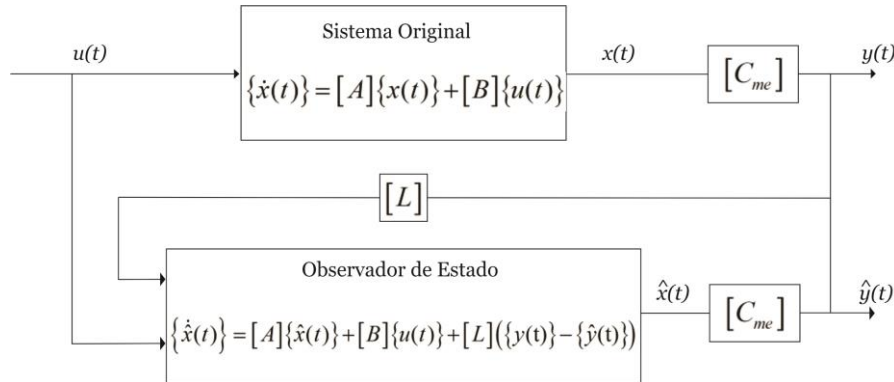 Sistema Original
u(t)
x(t)
y(t)
{ẋ(t)} = [A]{x(t)} + [B]{u(t)}
[C_me]
[L]
Observador de Estado
x̂(t)
ŷ(t)
{x̂̇(t)} = [A]{x̂(t)} + [B]{u(t)} + [L]({y(t)} − {ŷ(t)})
[C_me]